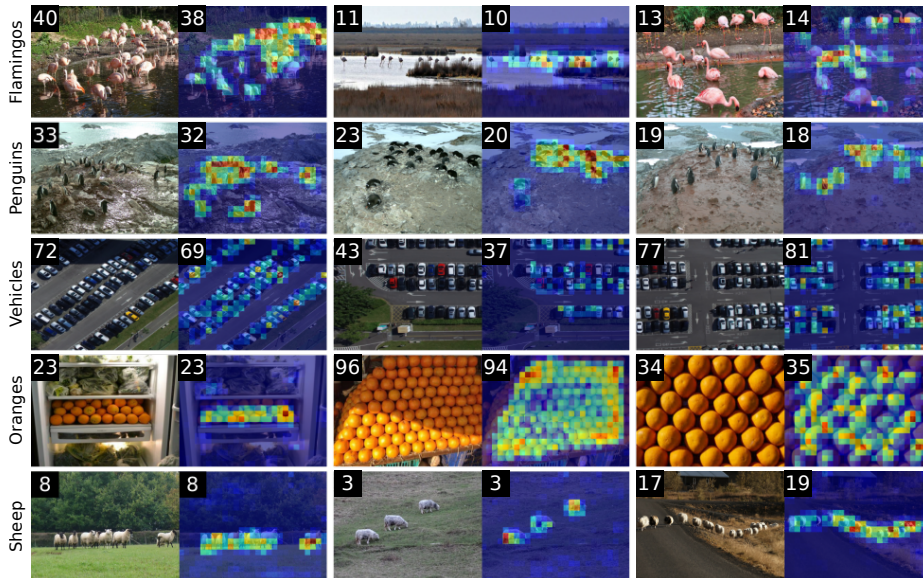 Flamingos 40 38 11 10 13 14
Penguins 33 32 23 20 19 18
Vehicles 72 69 43 37 77 81
Oranges 23 23 96 94 34 35
Sheep 8 8 3 3 17 19